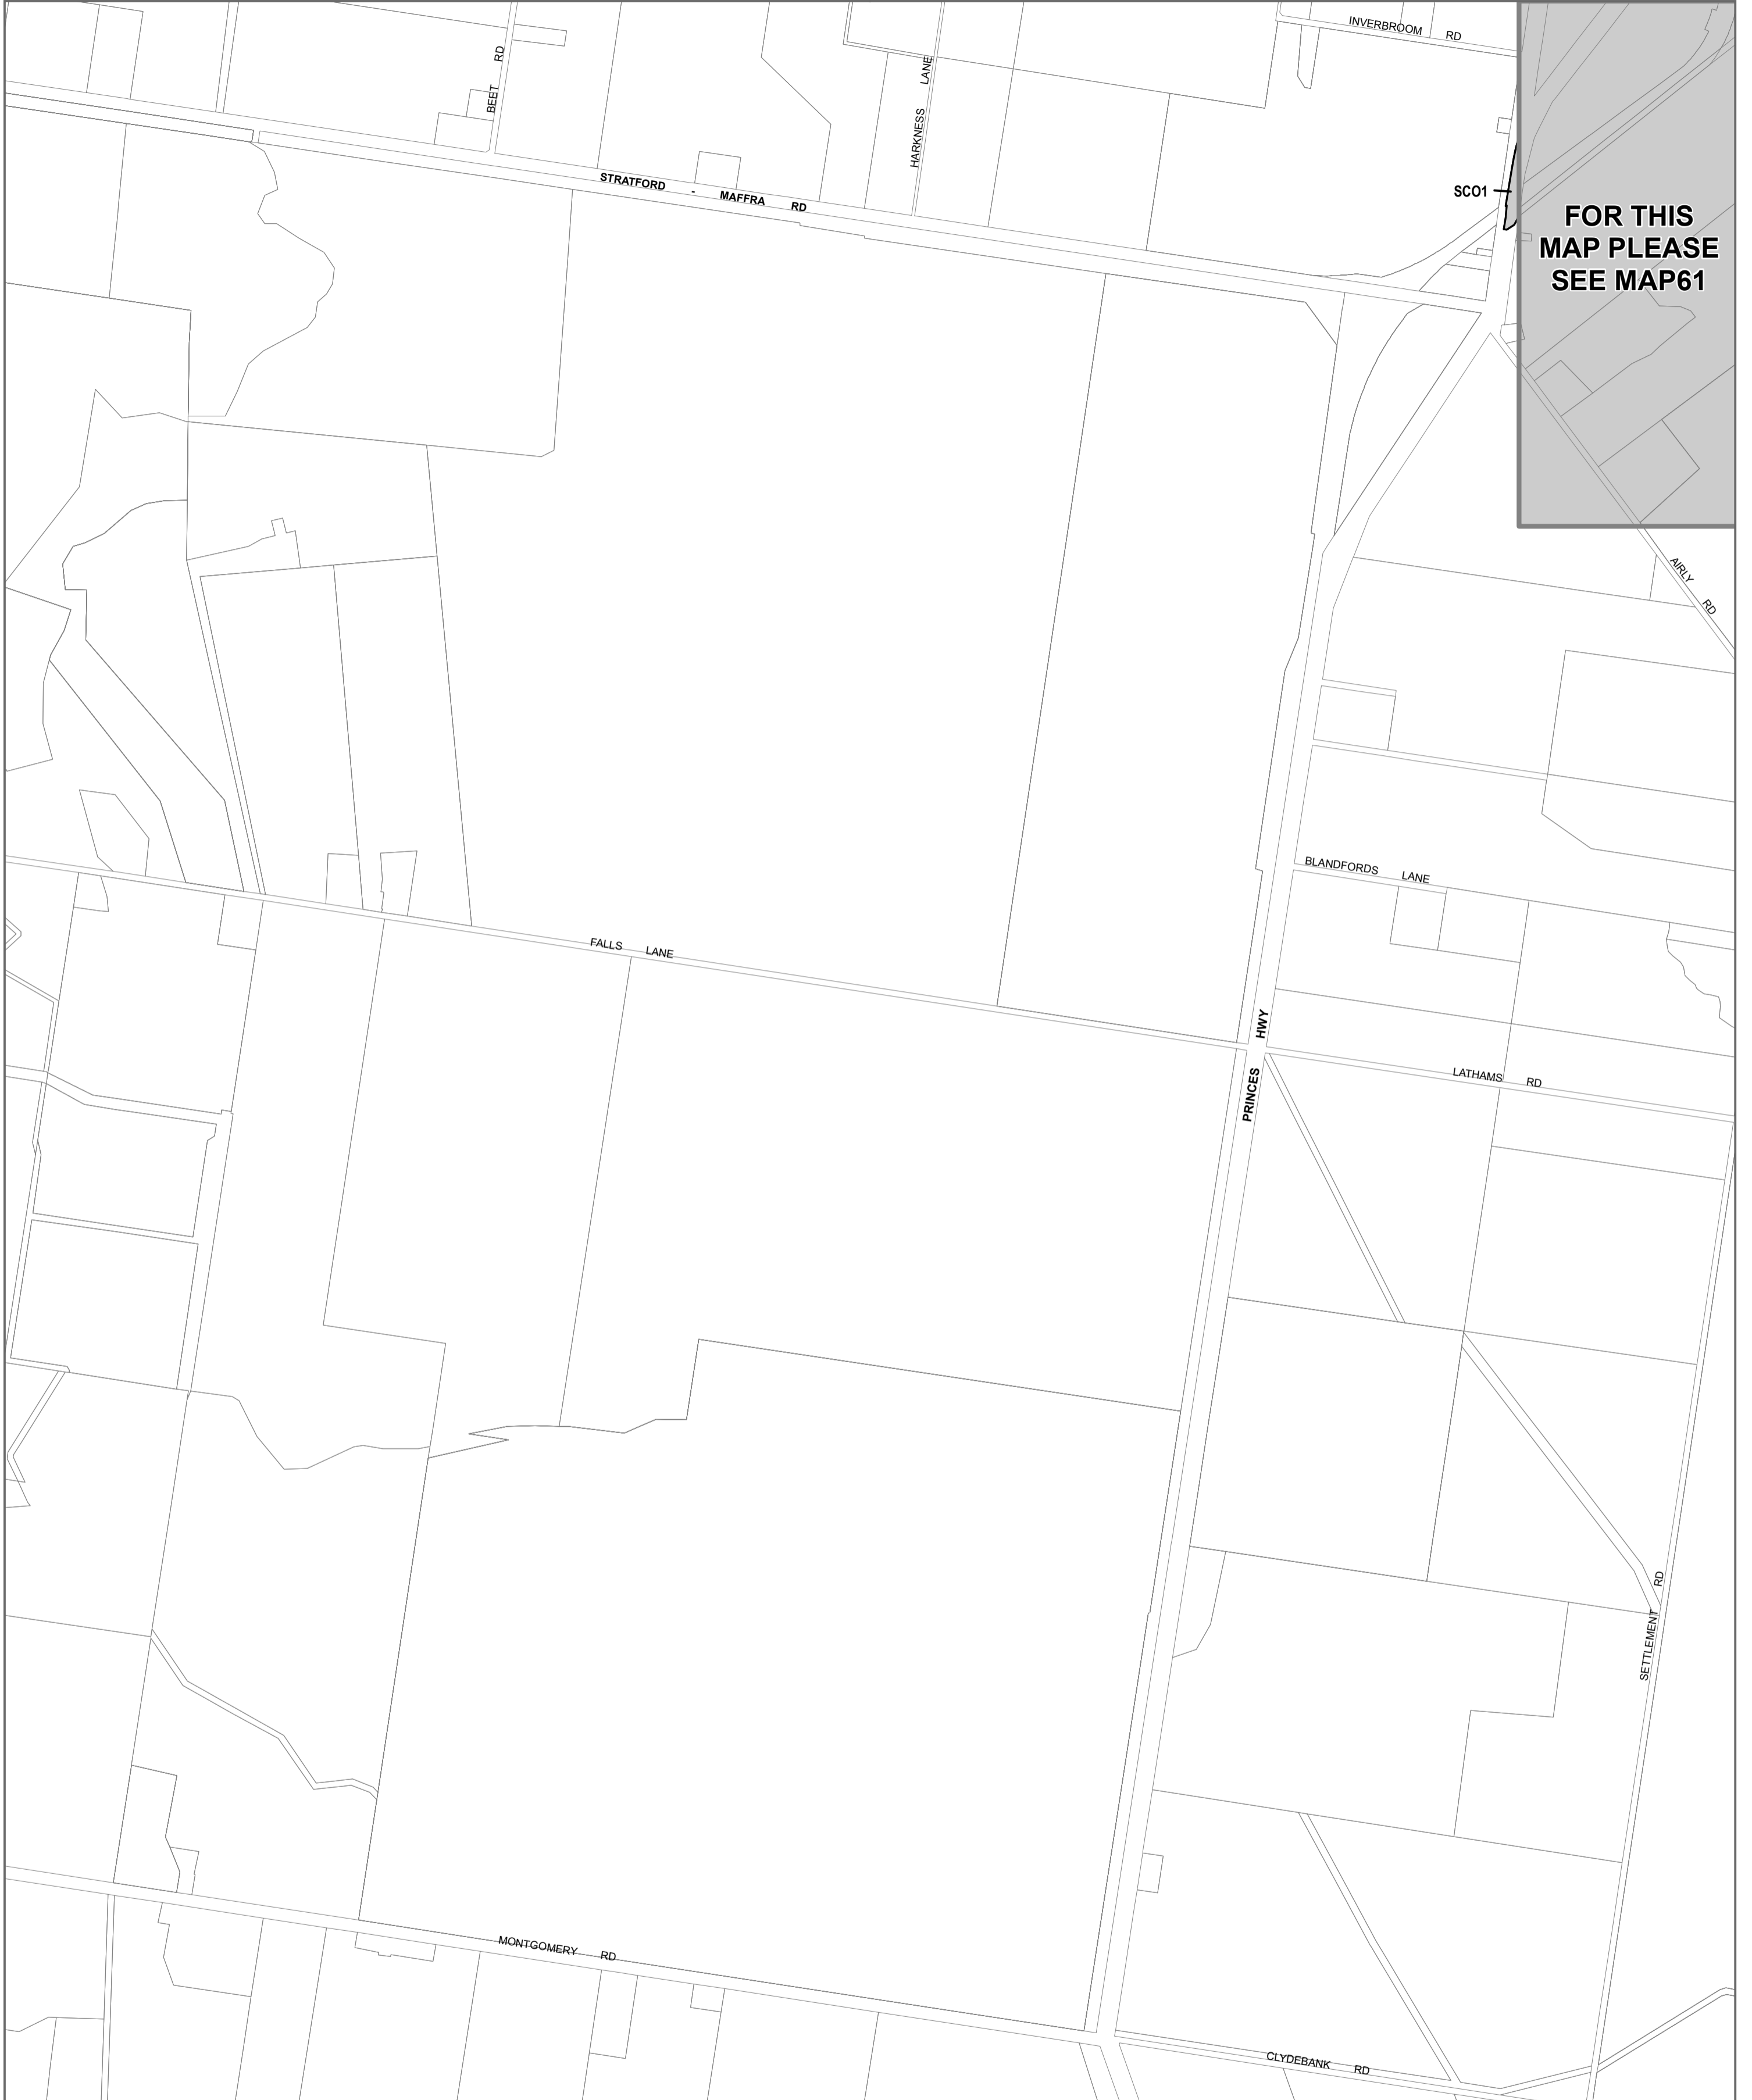 INVERBROOM RD
BEET RD
HARKNESS LANE
STRATFORD - MAFFRA RD
SCO1
FOR THIS
MAP PLEASE
SEE MAP61
AIRLY RD
BLANDFORDS LANE
FALLS LANE
PRINCES HWY
LATHAMS RD
SETTLEMENT RD
MONTGOMERY RD
CLYDEBANK RD